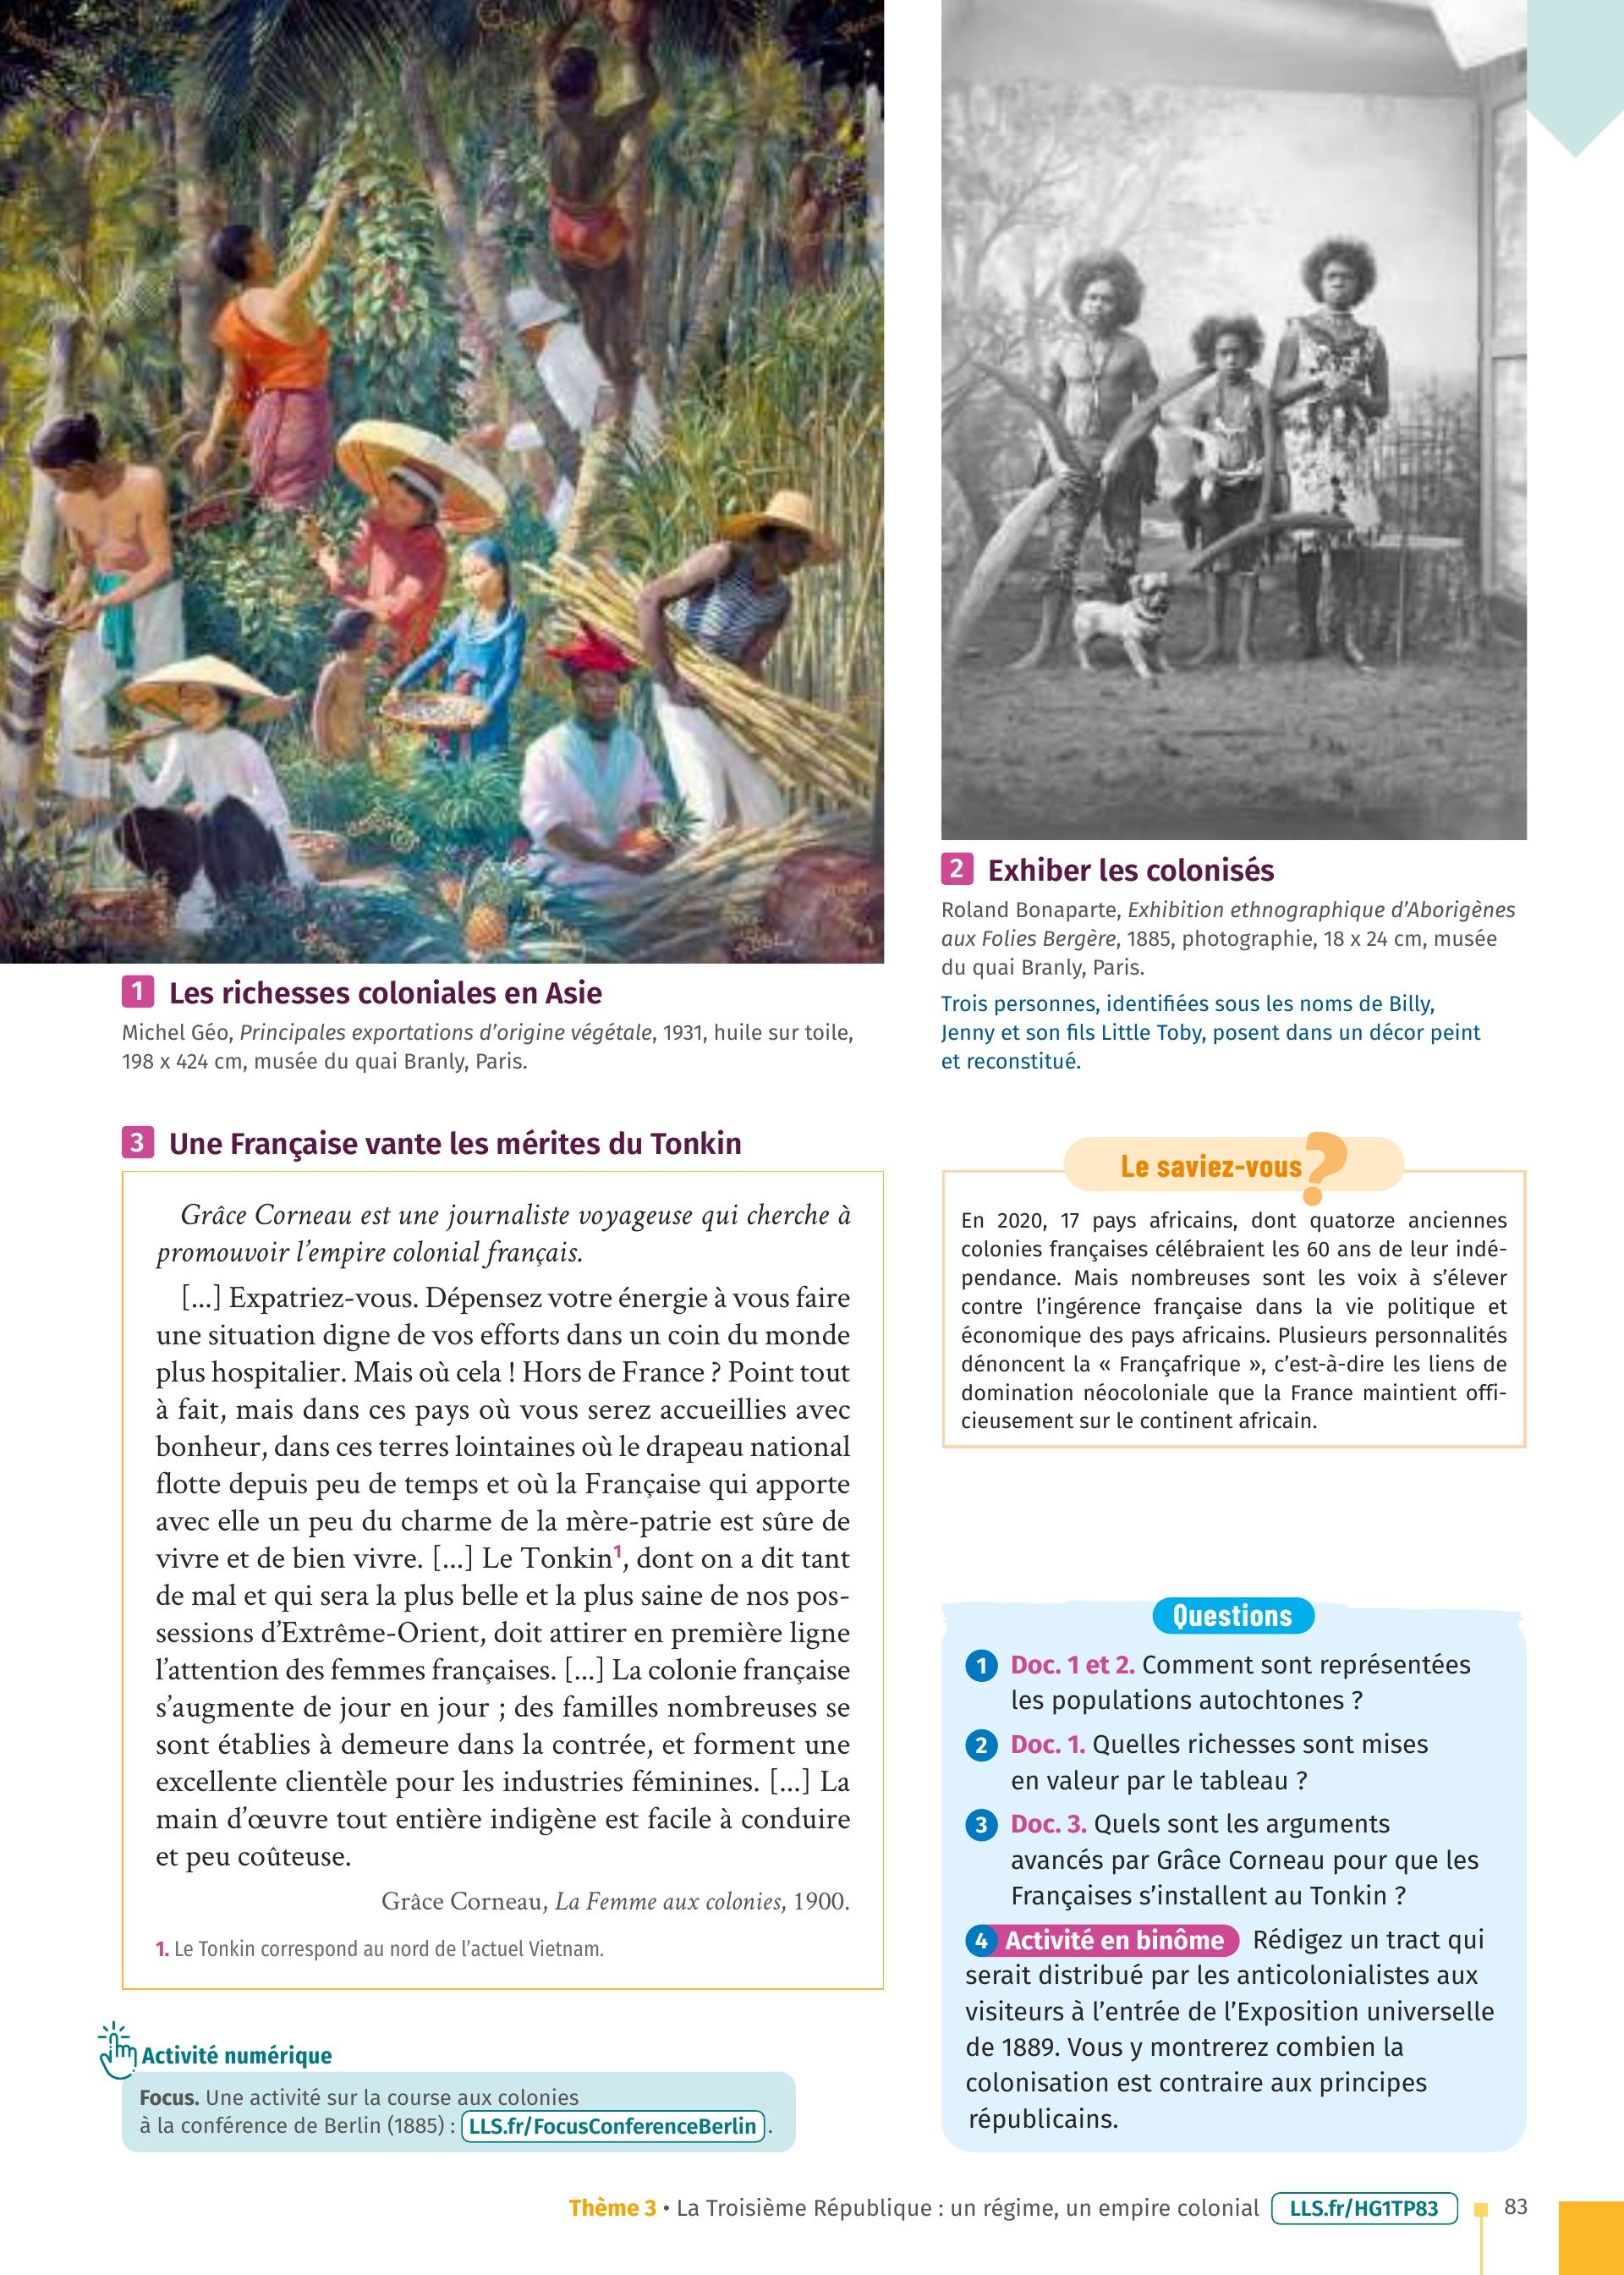 1 Les richesses coloniales en Asie
Michel Géo, Principales exportations d’origine végétale, 1931, huile sur toile,
198 x 424 cm, musée du quai Branly, Paris.
2 Exhiber les colonisés
Roland Bonaparte, Exhibition ethnographique d’Aborigènes
aux Folies Bergère, 1885, photographie, 18 x 24 cm, musée
du quai Branly, Paris.
Trois personnes, identifiées sous les noms de Billy,
Jenny et son fils Little Toby, posent dans un décor peint
et reconstitué.
3 Une Française vante les mérites du Tonkin
Grâce Corneau est une journaliste voyageuse qui cherche à
promouvoir l’empire colonial français.
[...] Expatriez-vous. Dépensez votre énergie à vous faire
une situation digne de vos efforts dans un coin du monde
plus hospitalier. Mais où cela ! Hors de France ? Point tout
à fait, mais dans ces pays où vous serez accueillies avec
bonheur, dans ces terres lointaines où le drapeau national
flotte depuis peu de temps et où la Française qui apporte
avec elle un peu du charme de la mère-patrie est sûre de
vivre et de bien vivre. [...] Le Tonkin1, dont on a dit tant
de mal et qui sera la plus belle et la plus saine de nos pos-
sessions d’Extrême-Orient, doit attirer en première ligne
l’attention des femmes françaises. [...] La colonie française
s’augmente de jour en jour ; des familles nombreuses se
sont établies à demeure dans la contrée, et forment une
excellente clientèle pour les industries féminines. [...] La
main d’œuvre tout entière indigène est facile à conduire
et peu coûteuse.
Grâce Corneau, La Femme aux colonies, 1900.
1. Le Tonkin correspond au nord de l’actuel Vietnam.
Activité numérique
Focus. Une activité sur la course aux colonies
à la conférence de Berlin (1885) : LLS.fr/FocusConferenceBerlin .
Le saviez-vous ?
En 2020, 17 pays africains, dont quatorze anciennes
colonies françaises célébraient les 60 ans de leur indé-
pendance. Mais nombreuses sont les voix à s’élever
contre l’ingérence française dans la vie politique et
économique des pays africains. Plusieurs personnalités
dénoncent la « Françafrique », c’est-à-dire les liens de
domination néocoloniale que la France maintient offi-
cieusement sur le continent africain.
Questions
1 Doc. 1 et 2. Comment sont représentées
les populations autochtones ?
2 Doc. 1. Quelles richesses sont mises
en valeur par le tableau ?
3 Doc. 3. Quels sont les arguments
avancés par Grâce Corneau pour que les
Françaises s’installent au Tonkin ?
4 Activité en binôme Rédigez un tract qui
serait distribué par les anticolonialistes aux
visiteurs à l’entrée de l’Exposition universelle
de 1889. Vous y montrerez combien la
colonisation est contraire aux principes
républicains.
Thème 3 • La Troisième République : un régime, un empire colonial LLS.fr/HG1TP83 83